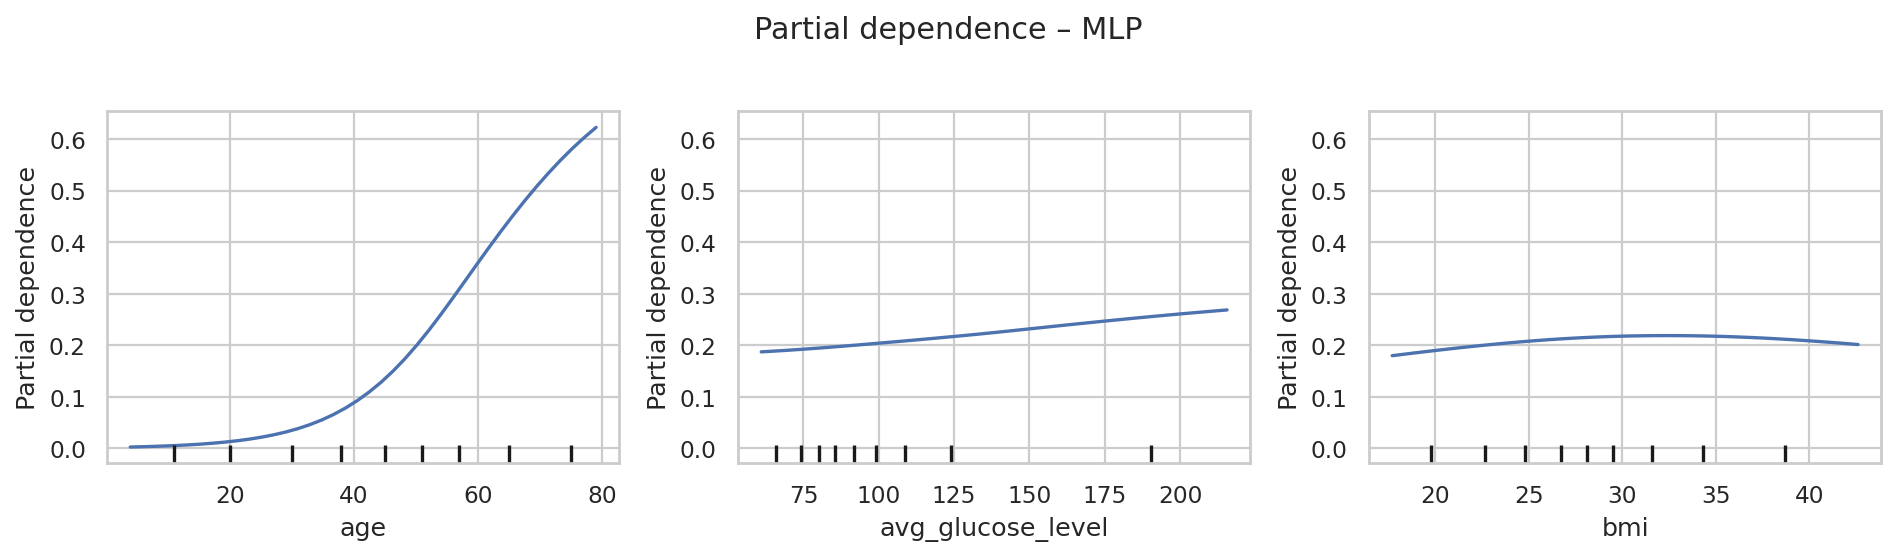 Partial dependence – MLP
Partial dependence
0.6
0.5
0.4
0.3
0.2
0.1
0.0
20 40 60 80
age
Partial dependence
0.6
0.5
0.4
0.3
0.2
0.1
0.0
75 100 125 150 175 200
avg_glucose_level
Partial dependence
0.6
0.5
0.4
0.3
0.2
0.1
0.0
20 25 30 35 40
bmi